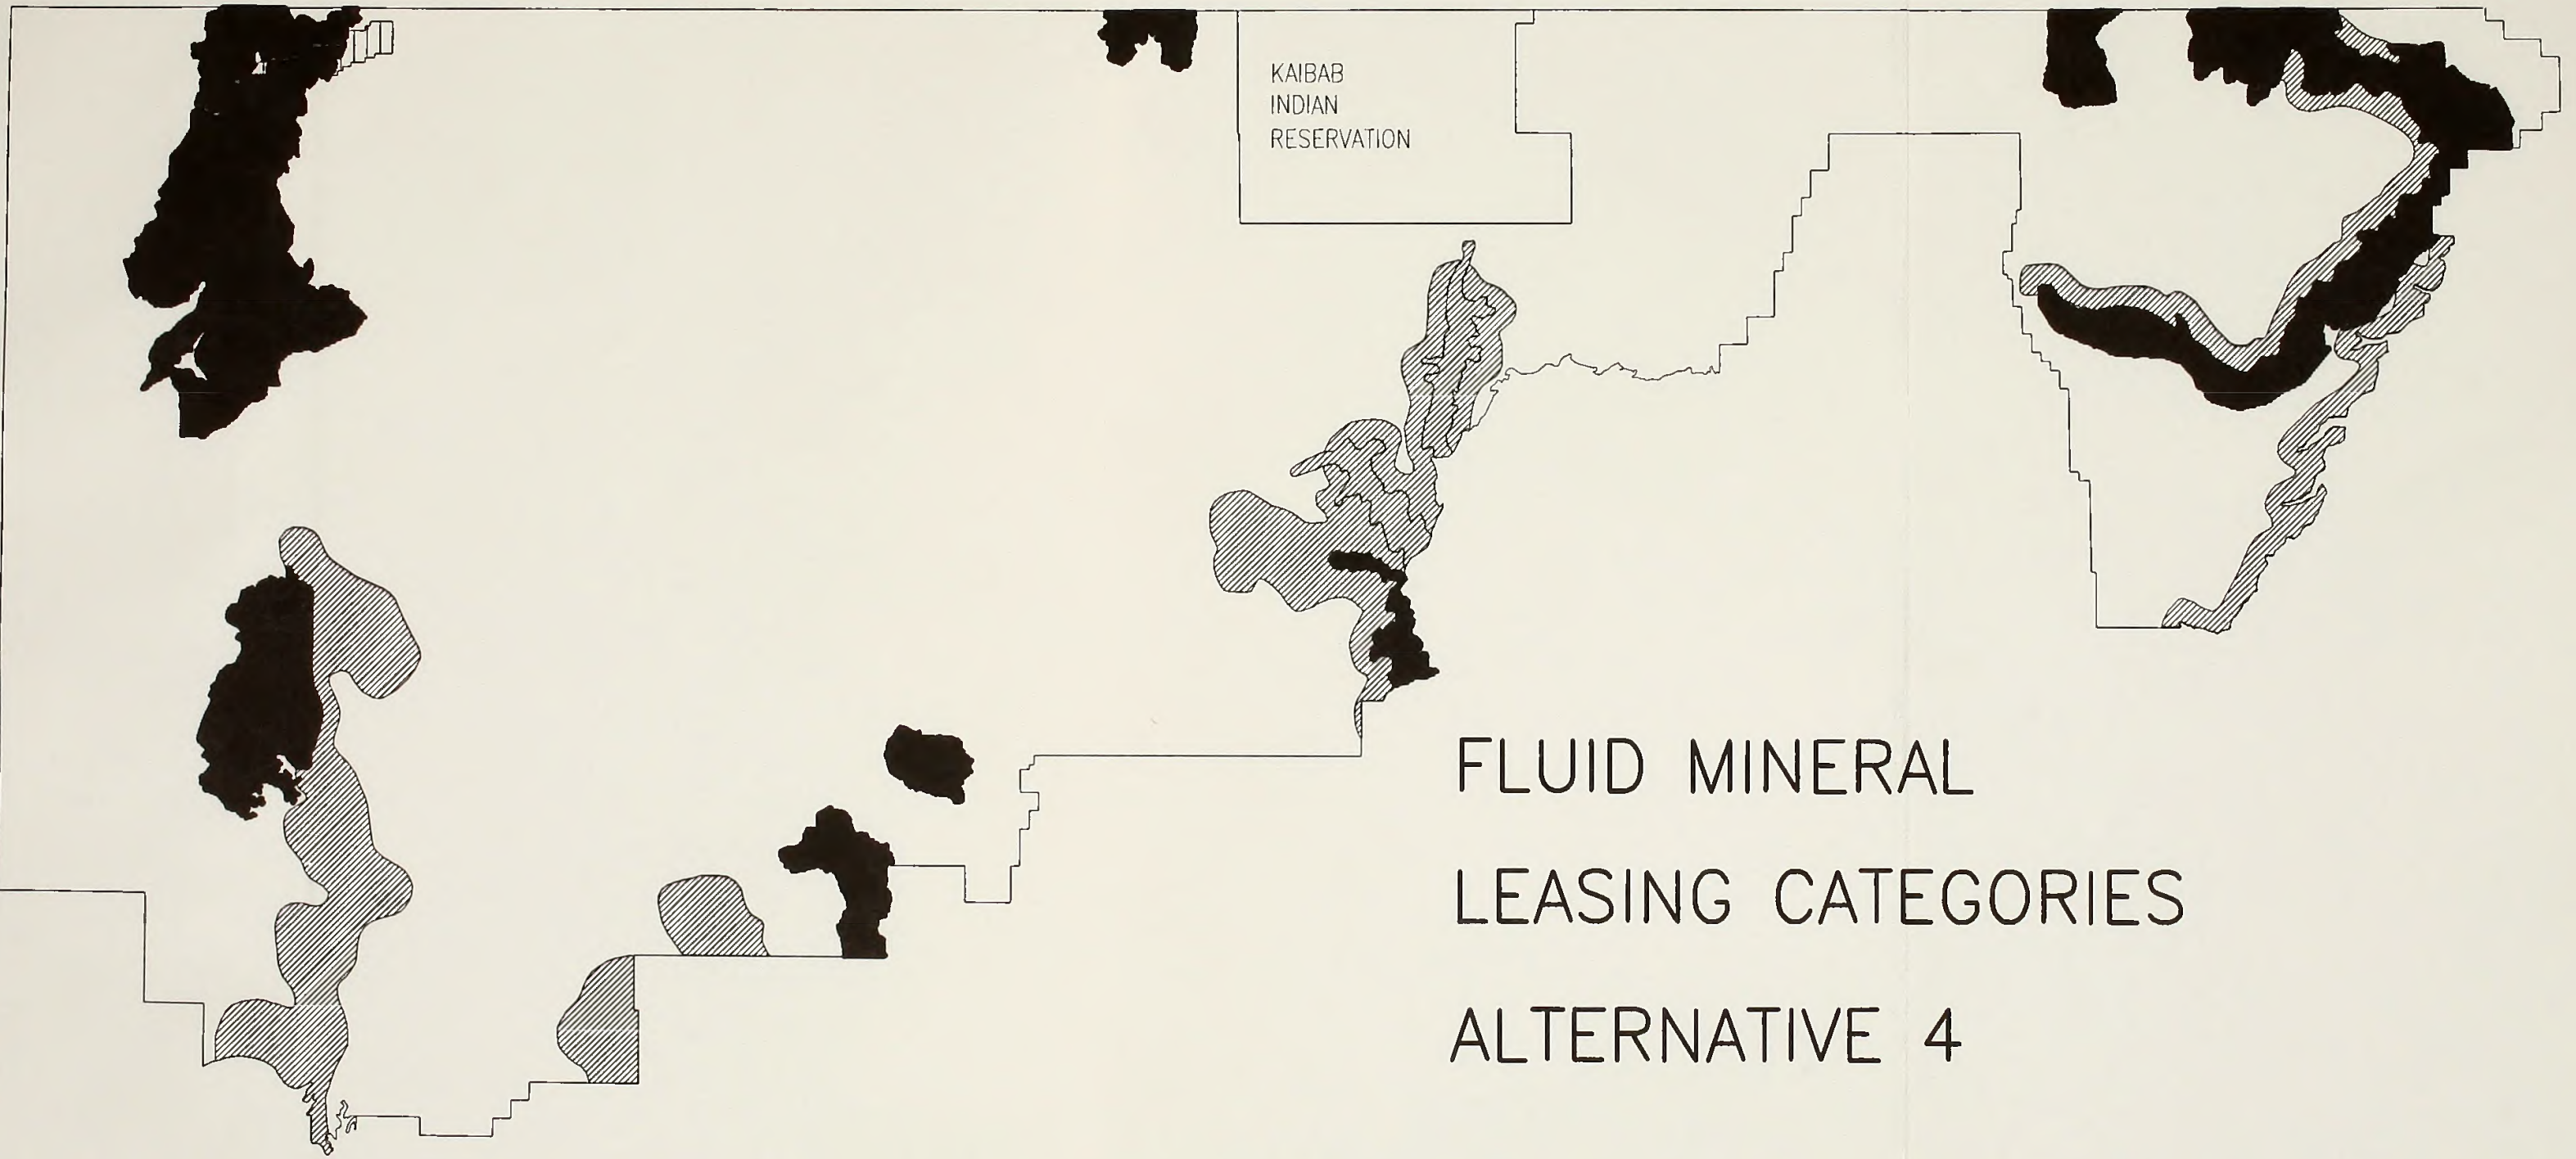 KAIBAB
INDIAN
RESERVATION
FLUID MINERAL
LEASING CATEGORIES
ALTERNATIVE 4